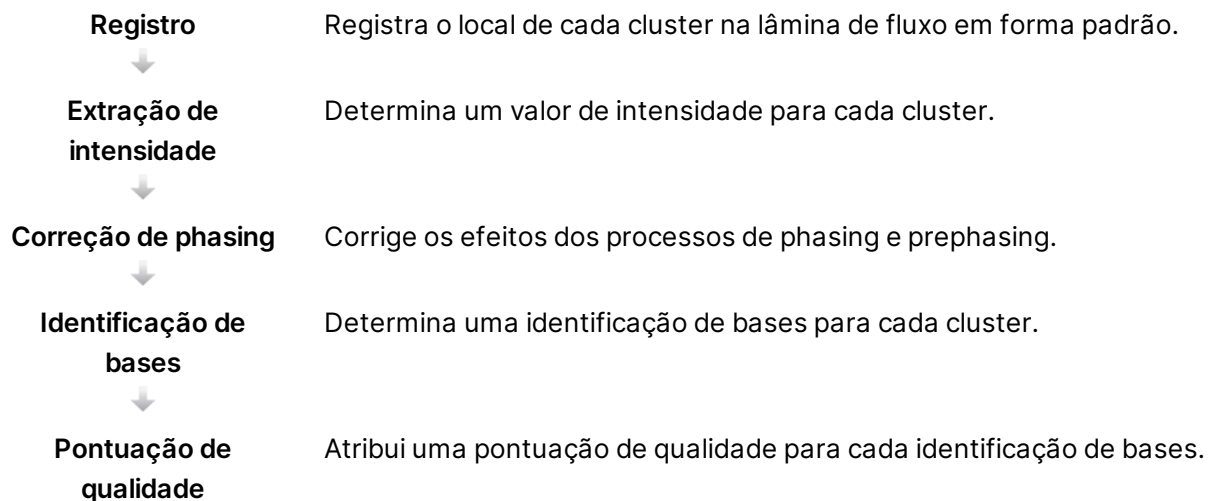 Registro
Registra o local de cada cluster na lâmina de fluxo em forma padrão.
Extração de
intensidade
Determina um valor de intensidade para cada cluster.
Correção de phasing
Corrige os efeitos dos processos de phasing e prephasing.
Identificação de
bases
Determina uma identificação de bases para cada cluster.
Pontuação de
qualidade
Atribui uma pontuação de qualidade para cada identificação de bases.